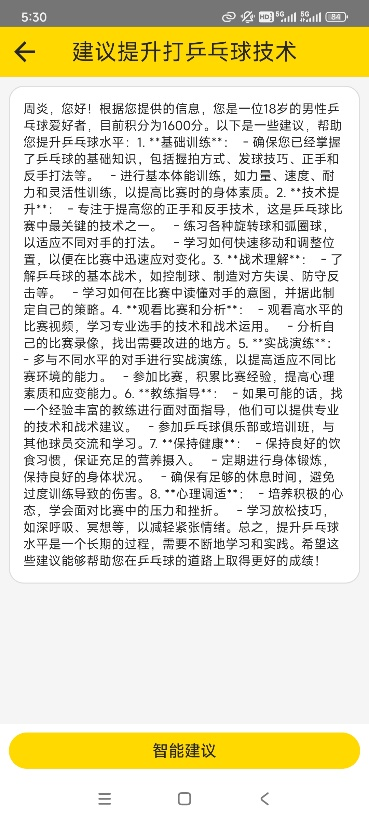 5:30
HD 5G 5G 84
建议提升打乒乓球技术
周炎，您好！根据您提供的信息，您是一位18岁的男性乒
乓球爱好者，目前积分为1600分。以下是一些建议，帮助
您提升乒乓球水平：1. **基础训练**： - 确保您已经掌握
了乒乓球的基础知识，包括握拍方式、发球技巧、正手和
反手打法等。 - 进行基本体能训练，如力量、速度、耐
力和灵活性训练，以提高比赛时的身体素质。2. **技术提
升**： - 专注于提高您的正手和反手技术，这是乒乓球比
赛中最关键的技术之一。 - 练习各种旋转球和弧圈球，
以适应不同对手的打法。 - 学习如何快速移动和调整位
置，以便在比赛中迅速应对变化。3. **战术理解**： - 了
解乒乓球的基本战术，如控制球、制造对方失误、防守反
击等。 - 学习如何在比赛中读懂对手的意图，并据此制
定自己的策略。4. **观看比赛和分析**： - 观看高水平的
比赛视频，学习专业选手的技术和战术运用。 - 分析自
己的比赛录像，找出需要改进的地方。5. **实战演练**：
- 多与不同水平的对手进行实战演练，以提高适应不同比
赛环境的能力。 - 参加比赛，积累比赛经验，提高心理
素质和应变能力。6. **教练指导**： - 如果可能的话，找
一个经验丰富的教练进行面对面指导，他们可以提供专业
的技术和战术建议。 - 参加乒乓球俱乐部或培训班，与
其他球员交流和学习。7. **保持健康**： - 保持良好的饮
食习惯，保证充足的营养摄入。 - 定期进行身体锻炼，
保持良好的身体状况。 - 确保有足够的休息时间，避免
过度训练导致的伤害。8. **心理调适**： - 培养积极的心
态，学会面对比赛中的压力和挫折。 - 学习放松技巧，
如深呼吸、冥想等，以减轻紧张情绪。总之，提升乒乓球
水平是一个长期的过程，需要不断地学习和实践。希望这
些建议能够帮助您在乒乓球的道路上取得更好的成绩！
智能建议